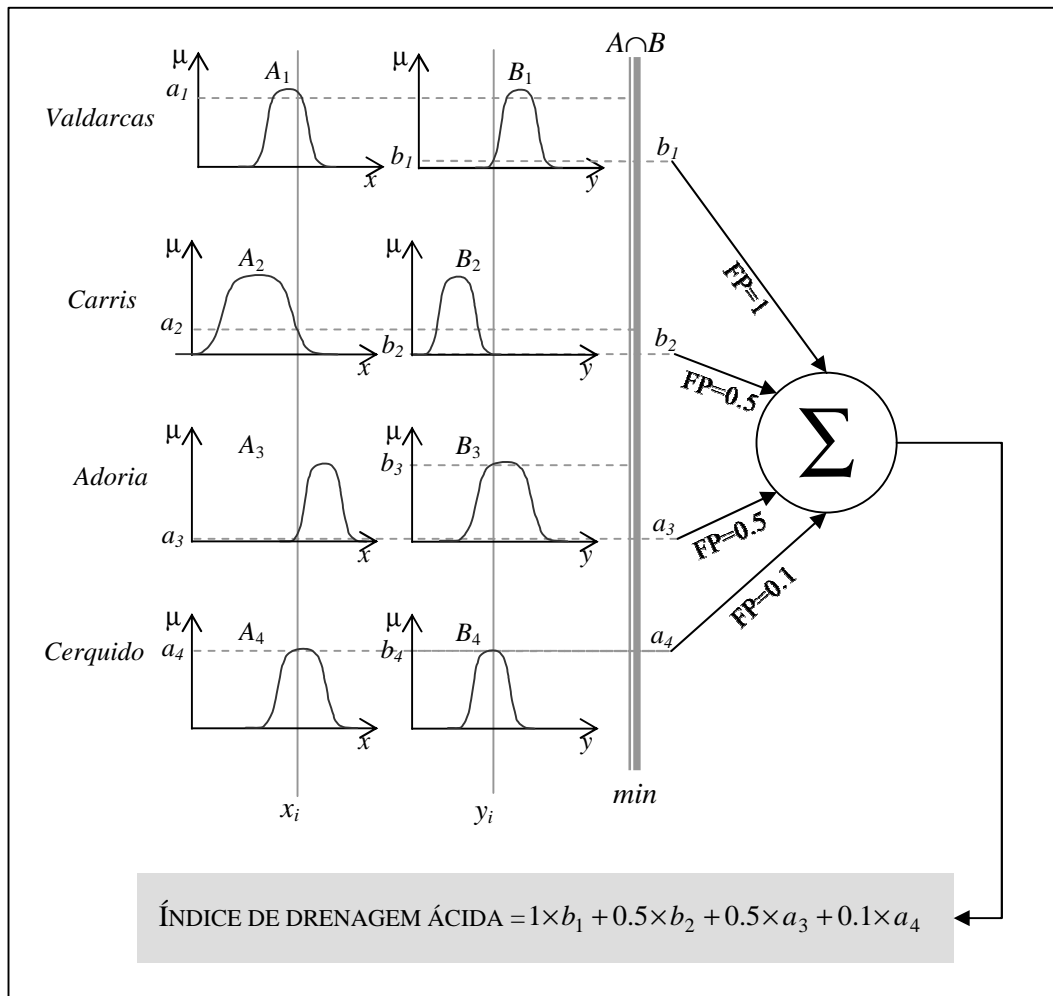 A∩B
μ A₁ μ B₁
a₁
Valdarcas
b₁ b₁
x y
FP=1
μ A₂ μ B₂
Carris
a₂
b₂ b₂
x y
FP=0.5
Σ
μ A₃ μ B₃
b₃
Adoria
a₃ a₃
x y
FP=0.5
FP=0.1
μ A₄ μ B₄
Cerquido a₄ b₄ a₄
x y
xᵢ yᵢ min
ÍNDICE DE DRENAGEM ÁCIDA = 1×b₁ + 0.5×b₂ + 0.5×a₃ + 0.1×a₄